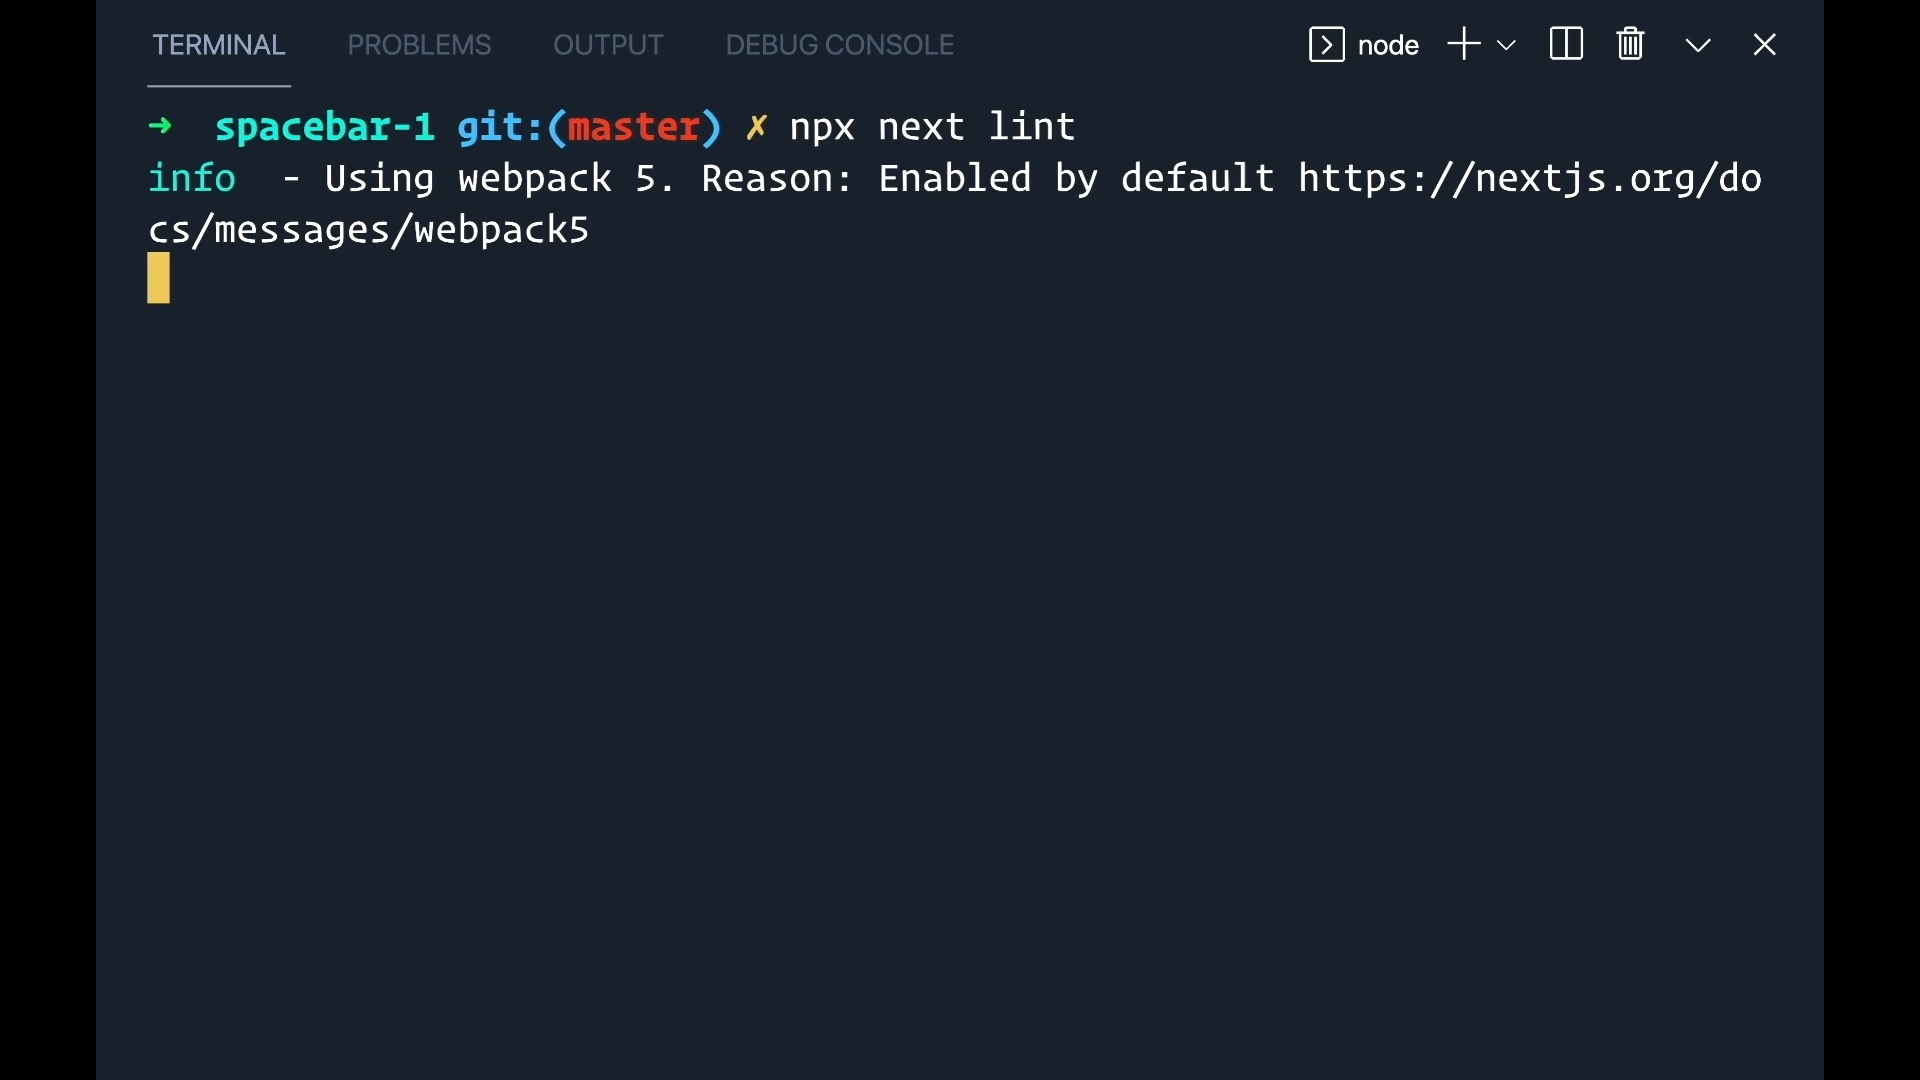 TERMINAL PROBLEMS OUTPUT DEBUG CONSOLE node
➜ spacebar-1 git:(master) ✗ npx next lint
info - Using webpack 5. Reason: Enabled by default https://nextjs.org/do
cs/messages/webpack5